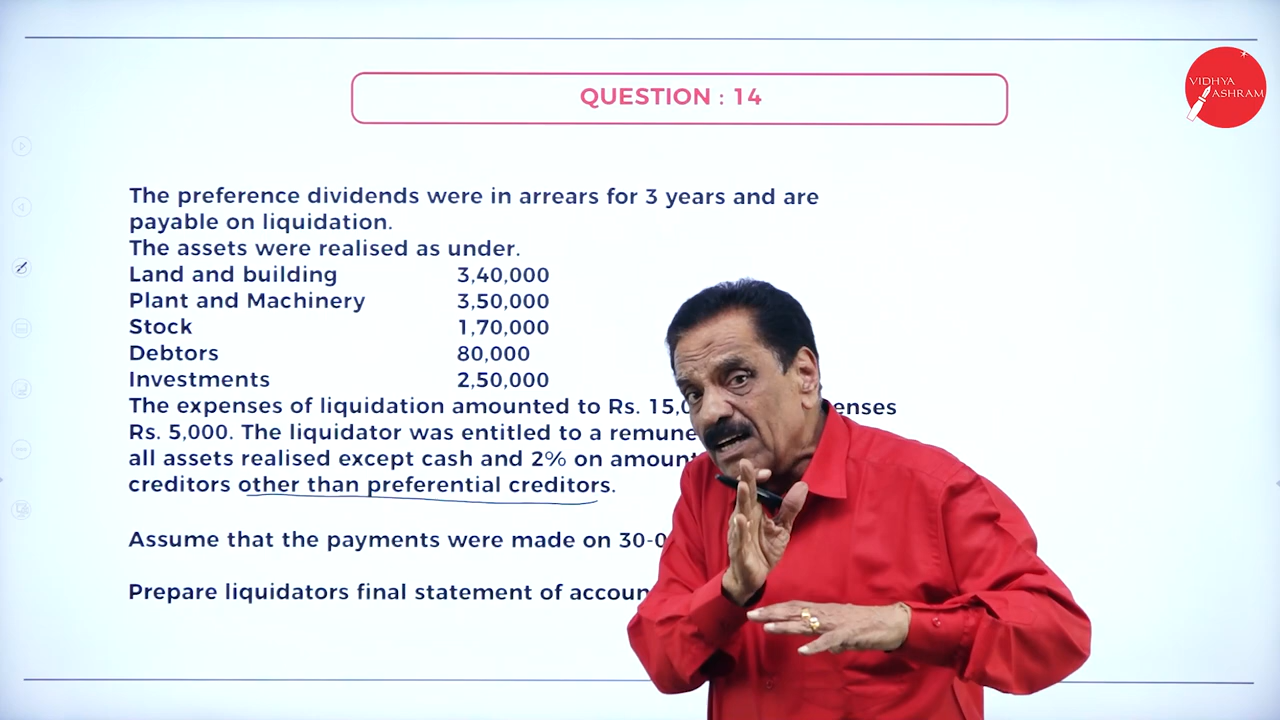 QUESTION : 14
VIDHYA
ASHRAM
The preference dividends were in arrears for 3 years and are
payable on liquidation.
The assets were realised as under.
Land and building 3,40,000
Plant and Machinery 3,50,000
Stock 1,70,000
Debtors 80,000
Investments 2,50,000
The expenses of liquidation amounted to Rs.
Rs. 5,000. The liquidator was entitled to a
all assets realised except cash and 2% on
creditors other than preferential creditors.
Assume that the payments were made on
Prepare liquidators final statement of